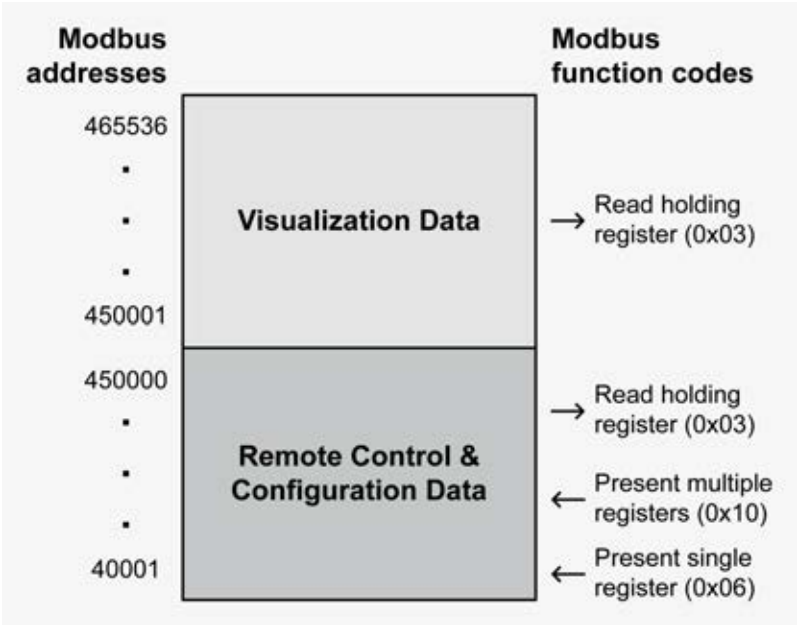 Modbus
addresses
Modbus
function codes
465536
Visualization Data
Read holding
register (0x03)
450001
450000
Read holding
register (0x03)
Remote Control &
Configuration Data
Present multiple
registers (0x10)
40001
Present single
register (0x06)